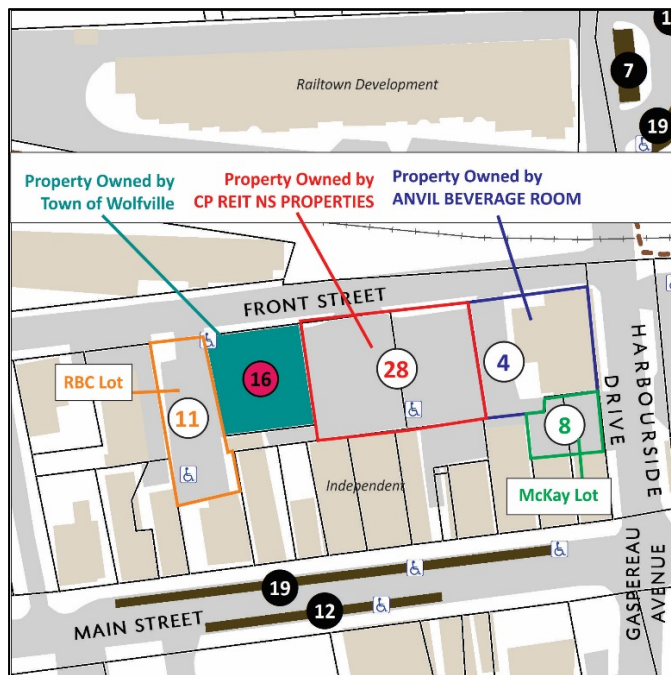 1
7
Railtown Development
19
Property Owned by
Town of Wolfville
Property Owned by
CP REIT NS PROPERTIES
Property Owned by
ANVIL BEVERAGE ROOM
FRONT STREET
HARBOURSIDE
DRIVE
RBC Lot
11
16
28
4
8
Independent
McKay Lot
19
12
MAIN STREET
GASPEREAU
AVENUE